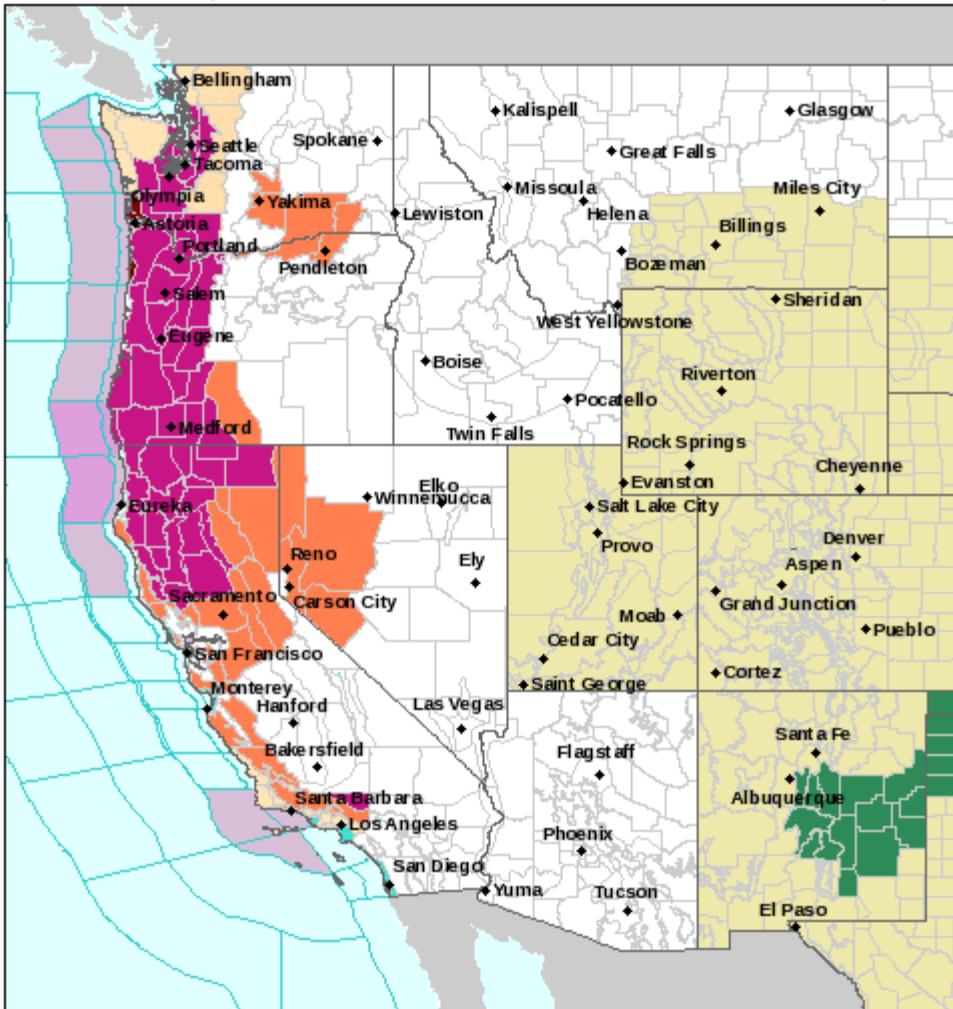 Bellingham
Kalispell
Glasgow
Spokane
Seattle
Great Falls
Tacoma
Missoula
Miles City
Olympia
Yakima
Lewiston
Helena
Astoria
Billings
Portland
Pendleton
Bozeman
Salem
Sheridan
West Yellowstone
Eugene
Boise
Riverton
Pocatello
Medford
Twin Falls
Rock Springs
Cheyenne
Elko
Evanston
Winnemucca
Eureka
Salt Lake City
Provo
Denver
Reno
Ely
Aspen
Sacramento
Carson City
Grand Junction
Moab
Pueblo
Cedar City
San Francisco
Cortez
Saint George
Monterey
Hanford
Las Vegas
Santa Fe
Bakersfield
Flagstaff
Santa Barbara
Albuquerque
Los Angeles
Phoenix
San Diego
Yuma
Tucson
El Paso